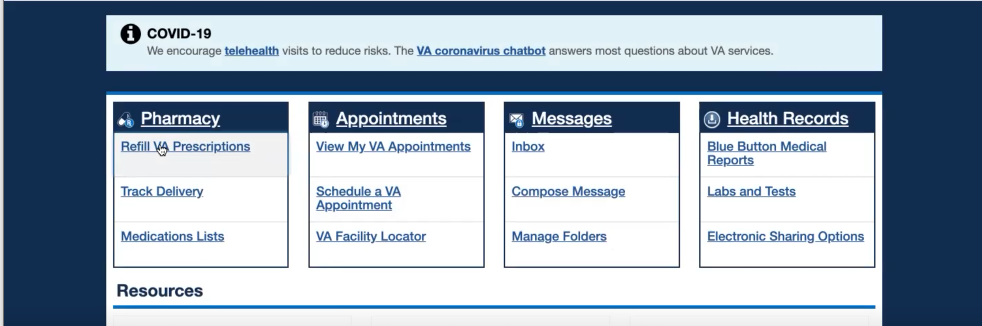 COVID-19
We encourage telehealth visits to reduce risks. The VA coronavirus chatbot answers most questions about VA services.
Pharmacy
Refill VA Prescriptions
Track Delivery
Medications Lists
Appointments
View My VA Appointments
Schedule a VA
Appointment
VA Facility Locator
Messages
Inbox
Compose Message
Manage Folders
Health Records
Blue Button Medical
Reports
Labs and Tests
Electronic Sharing Options
Resources